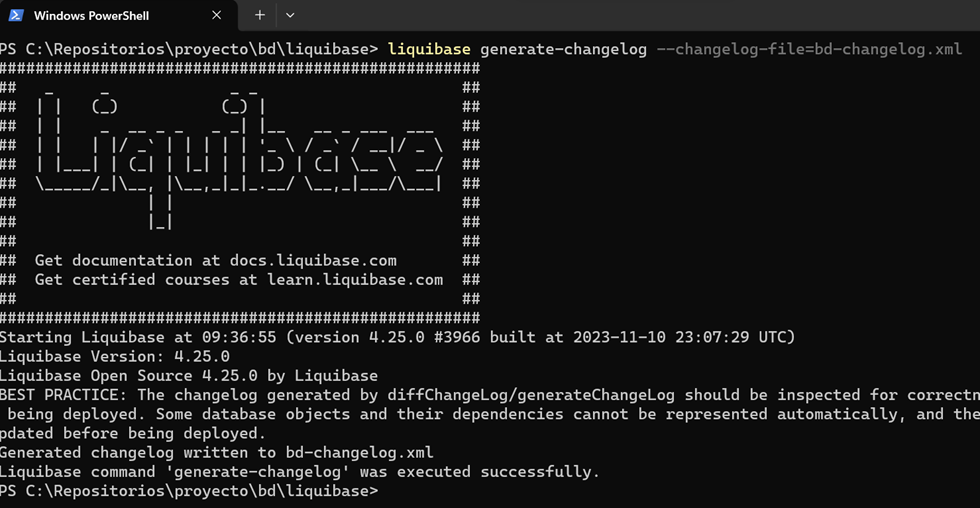 Windows PowerShell
PS C:\Repositorios\proyecto\bd\liquibase> liquibase generate-changelog --changelog-file=bd-changelog.xml
####################################################
##   _     _             _ _                      ##
##  | |   (_)           (_) |                     ##
##  | |    _  __ _ _   _ _| |__   __ _ ___  ___   ##
##  | |   | |/ _` | | | | | '_ \ / _` / __|/ _ \  ##
##  | |___| | (_| | |_| | | |_) | (_| \__ \  __/  ##
##  \_____/_|\__, |\__,_|_|_.__/ \__,_|___/\___|  ##
##              | |                               ##
##              |_|                               ##
##                                                ##
##  Get documentation at docs.liquibase.com       ##
##  Get certified courses at learn.liquibase.com  ##
##                                                ##
####################################################
Starting Liquibase at 09:36:55 (version 4.25.0 #3966 built at 2023-11-10 23:07:29 UTC)
Liquibase Version: 4.25.0
Liquibase Open Source 4.25.0 by Liquibase
BEST PRACTICE: The changelog generated by diffChangeLog/generateChangeLog should be inspected for correctn
being deployed. Some database objects and their dependencies cannot be represented automatically, and the
pdated before being deployed.
Generated changelog written to bd-changelog.xml
Liquibase command 'generate-changelog' was executed successfully.
PS C:\Repositorios\proyecto\bd\liquibase>